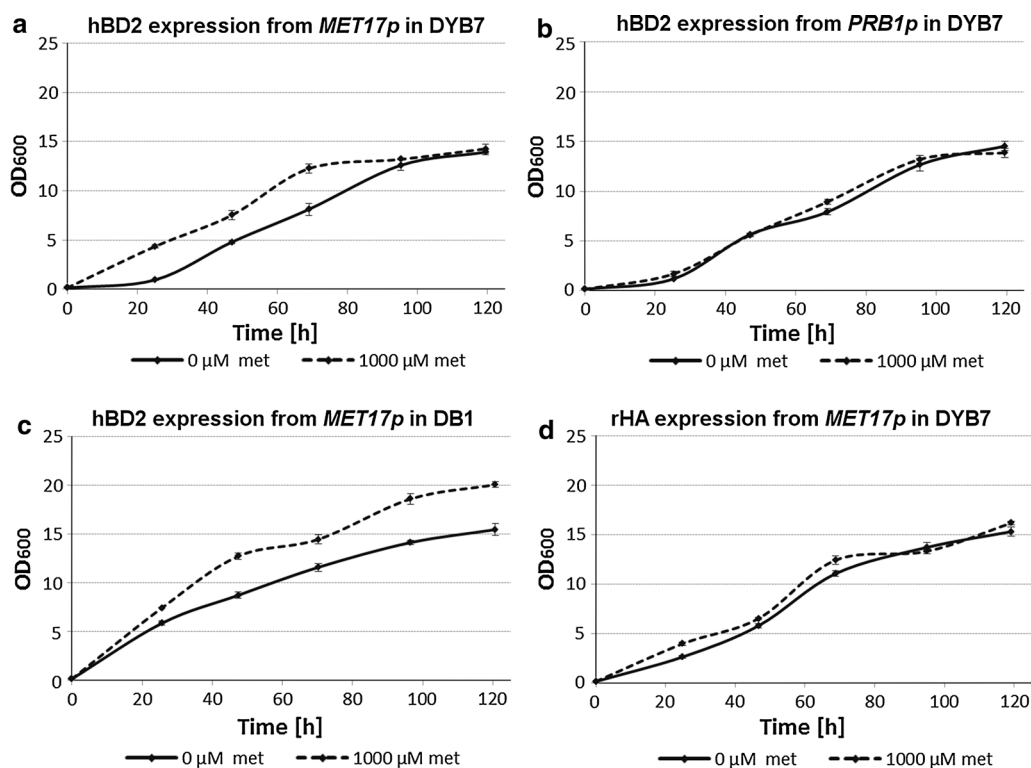 a hBD2 expression from MET17p in DYB7
25
20
15
10
5
0
OD600
0 20 40 60 80 100 120
Time [h]
0 µM met 1000 µM met
b hBD2 expression from PRB1p in DYB7
25
20
15
10
5
0
OD600
0 20 40 60 80 100 120
Time [h]
0 µM met 1000 µM met
c hBD2 expression from MET17p in DB1
25
20
15
10
5
0
OD600
0 20 40 60 80 100 120
Time [h]
0 µM met 1000 µM met
d rHA expression from MET17p in DYB7
25
20
15
10
5
0
OD600
0 20 40 60 80 100 120
Time [h]
0 µM met 1000 µM met